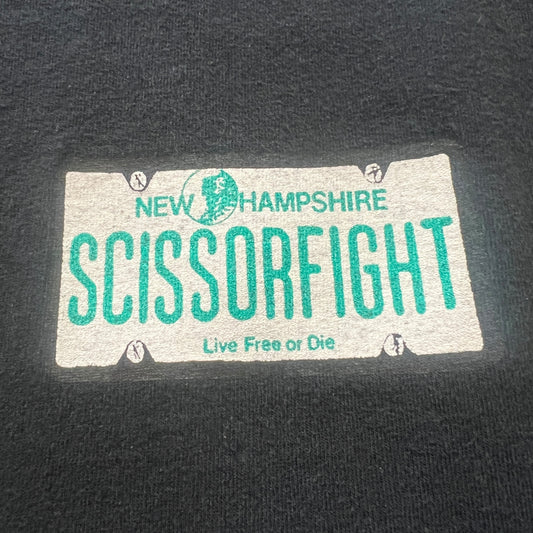 NEW HAMPSHIRE
SCISSORFIGHT
Live Free or Die